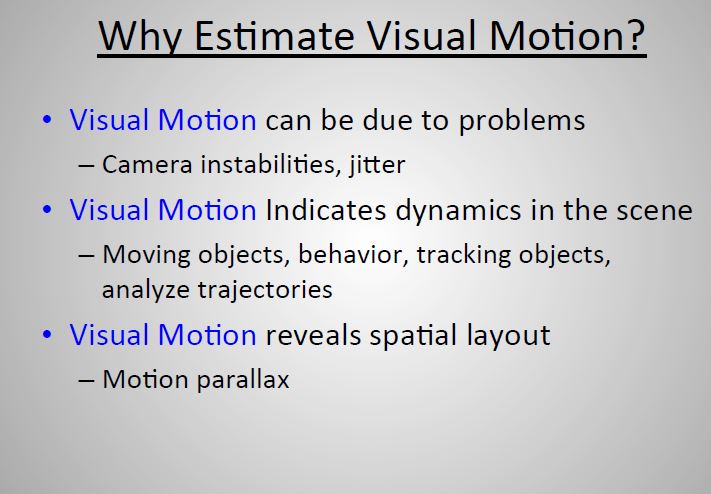 Why Estimate Visual Motion?
• Visual Motion can be due to problems
– Camera instabilities, jitter
• Visual Motion Indicates dynamics in the scene
– Moving objects, behavior, tracking objects,
analyze trajectories
• Visual Motion reveals spatial layout
– Motion parallax